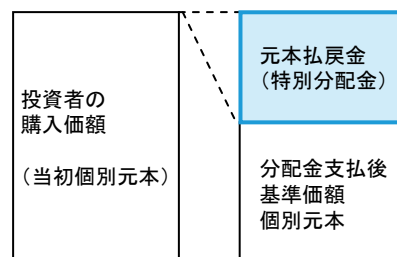 投資者の
購入価額
（当初個別元本）
元本払戻金
（特別分配金）
分配金支払後
基準価額
個別元本